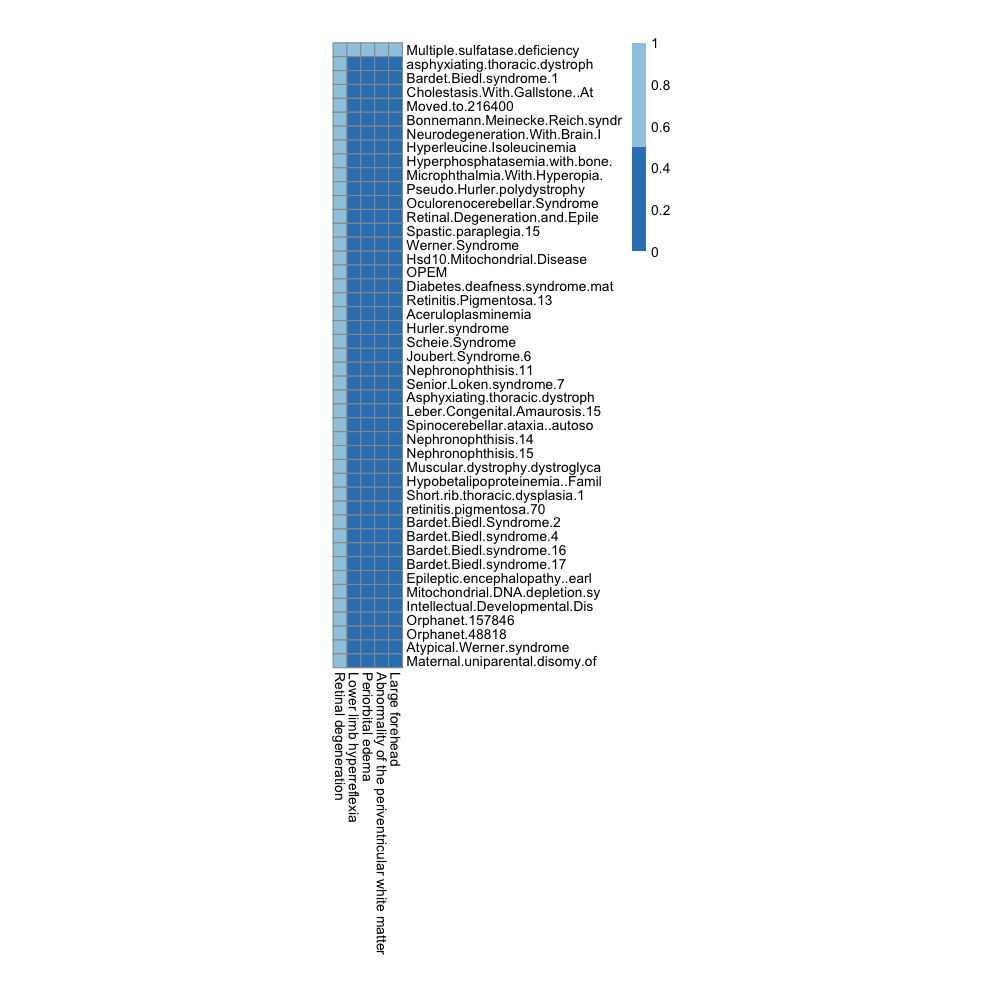 Multiple.sulfatase.deficiency
asphyxiating.thoracic.dystroph
Bardet.Biedl.syndrome.1
Cholestasis.With.Gallstone..At
Moved.to.216400
Bonnemann.Meinecke.Reich.syndr
Neurodegeneration.With.Brain.I
Hyperleucine.Isoleucinemia
Hyperphosphatasemia.with.bone.
Microphthalmia.With.Hyperopia.
Pseudo.Hurler.polydystrophy
Oculorenocerebellar.Syndrome
Retinal.Degeneration.and.Epile
Spastic.paraplegia.15
Werner.Syndrome
Hsd10.Mitochondrial.Disease
OPEM
Diabetes.deafness.syndrome.mat
Retinitis.Pigmentosa.13
Aceruloplasminemia
Hurler.syndrome
Scheie.Syndrome
Joubert.Syndrome.6
Nephronophthisis.11
Senior.Loken.syndrome.7
Asphyxiating.thoracic.dystroph
Leber.Congenital.Amaurosis.15
Spinocerebellar.ataxia..autoso
Nephronophthisis.14
Nephronophthisis.15
Muscular.dystrophy.dystroglyca
Hypobetalipoproteinemia..Famil
Short.rib.thoracic.dysplasia.1
retinitis.pigmentosa.70
Bardet.Biedl.Syndrome.2
Bardet.Biedl.syndrome.4
Bardet.Biedl.syndrome.16
Bardet.Biedl.syndrome.17
Epileptic.encephalopathy..earl
Mitochondrial.DNA.depletion.sy
Intellectual.Developmental.Dis
Orphanet.157846
Orphanet.48818
Atypical.Werner.syndrome
Maternal.uniparental.disomy.of
1
0.8
0.6
0.4
0.2
0
Retinal degeneration
Lower limb hyperreflexia
Periorbital edema
Abnormality of the periventricular white matter
Large forehead